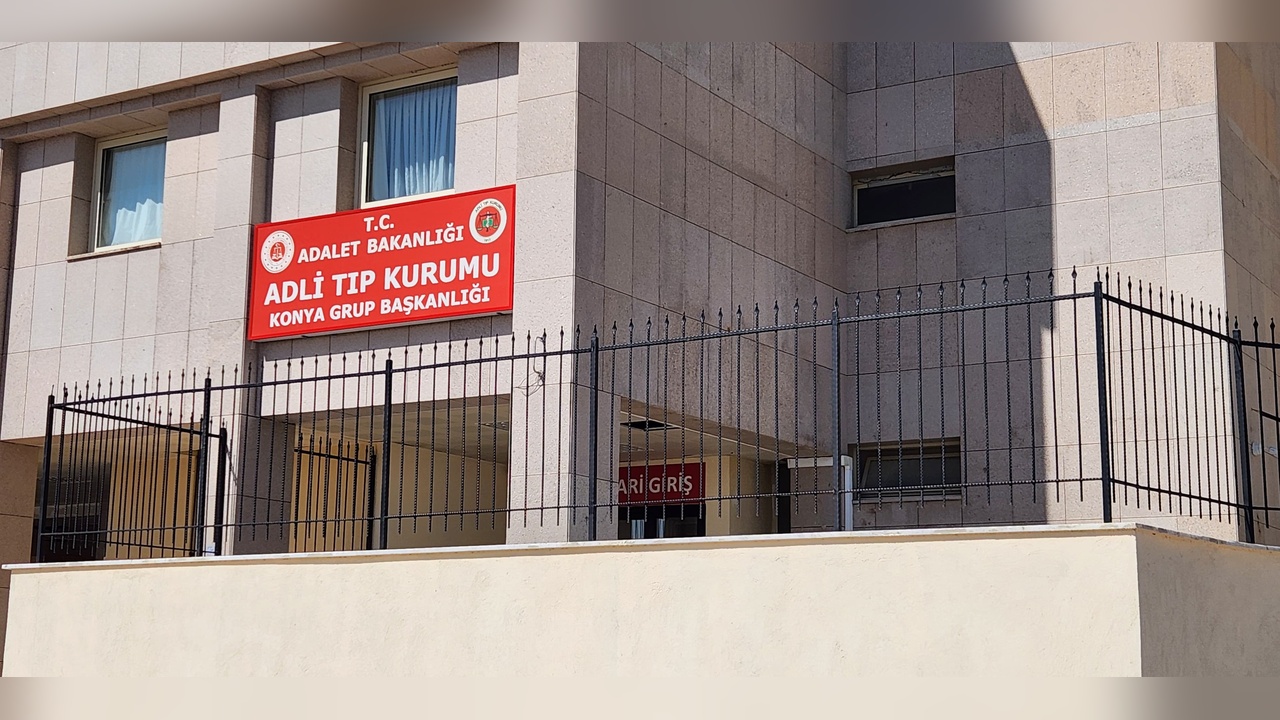 T.C.
ADALET BAKANLIĞI
ADLİ TIP KURUMU
KONYA GRUP BAŞKANLIĞI
ARİ GİRİŞ